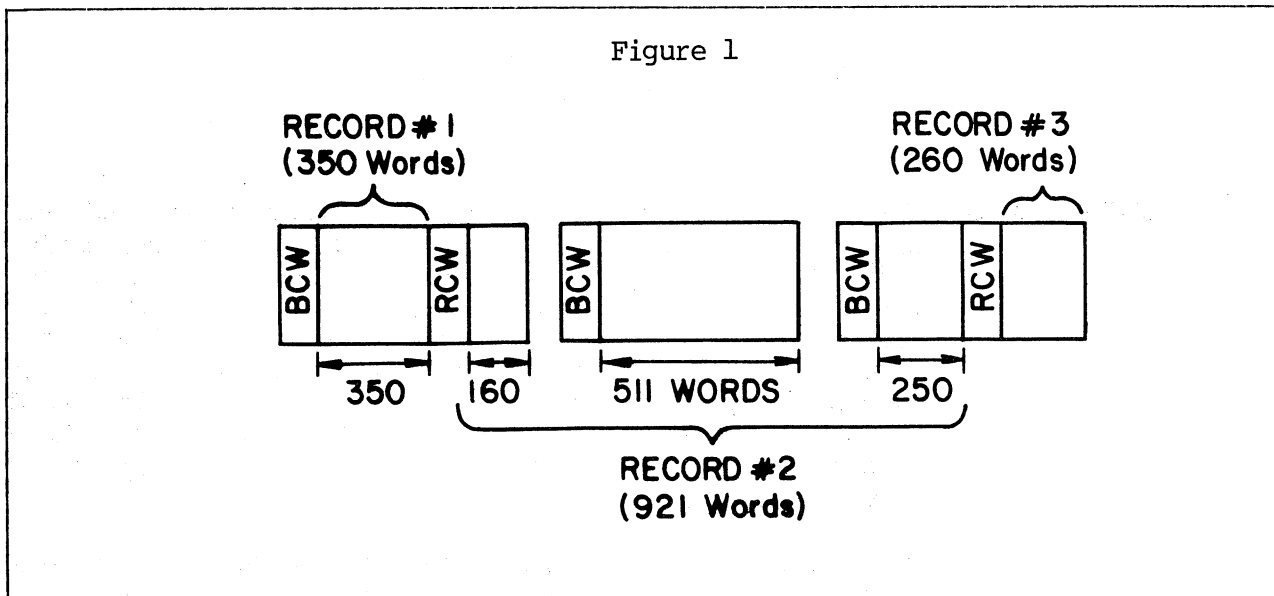 Figure 1
RECORD # 1
(350 Words)
RECORD # 3
(260 Words)
BCW
RCW
BCW
BCW
RCW
350
160
511 WORDS
250
RECORD #2
(921 Words)